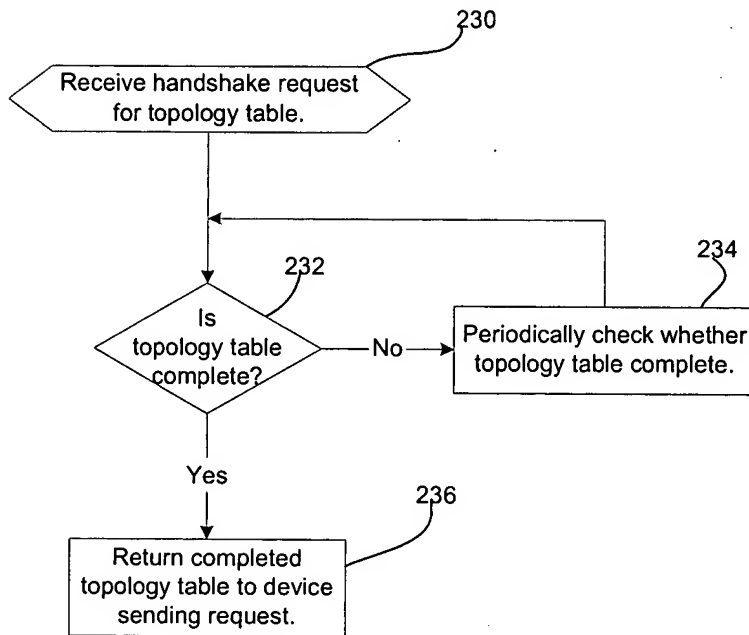 230
Receive handshake request
for topology table.
232
234
Is
topology table
complete?
No
Periodically check whether
topology table complete.
Yes
236
Return completed
topology table to device
sending request.